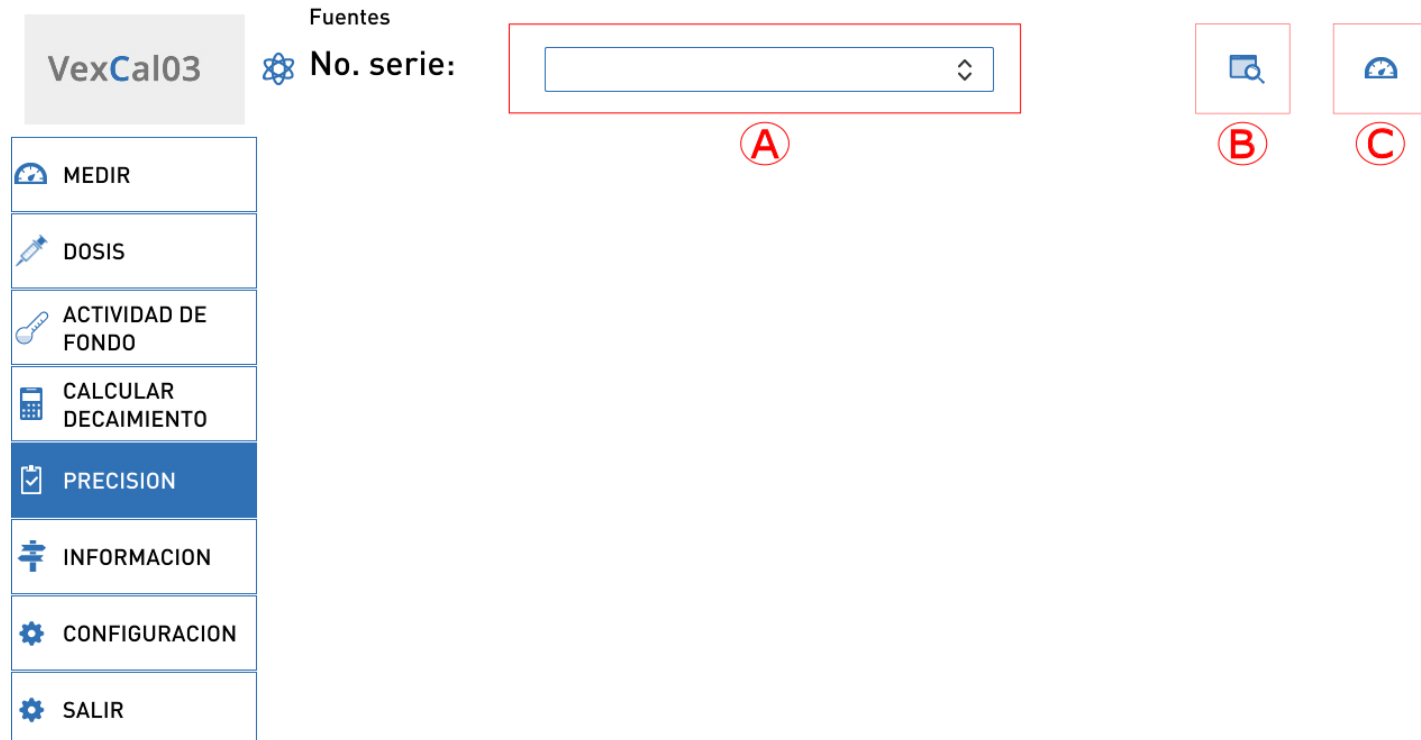 Fuentes
VexCal03
No. serie:
A
B
C
MEDIR
DOSIS
ACTIVIDAD DE
FONDO
CALCULAR
DECAIMIENTO
PRECISION
INFORMACION
CONFIGURACION
SALIR